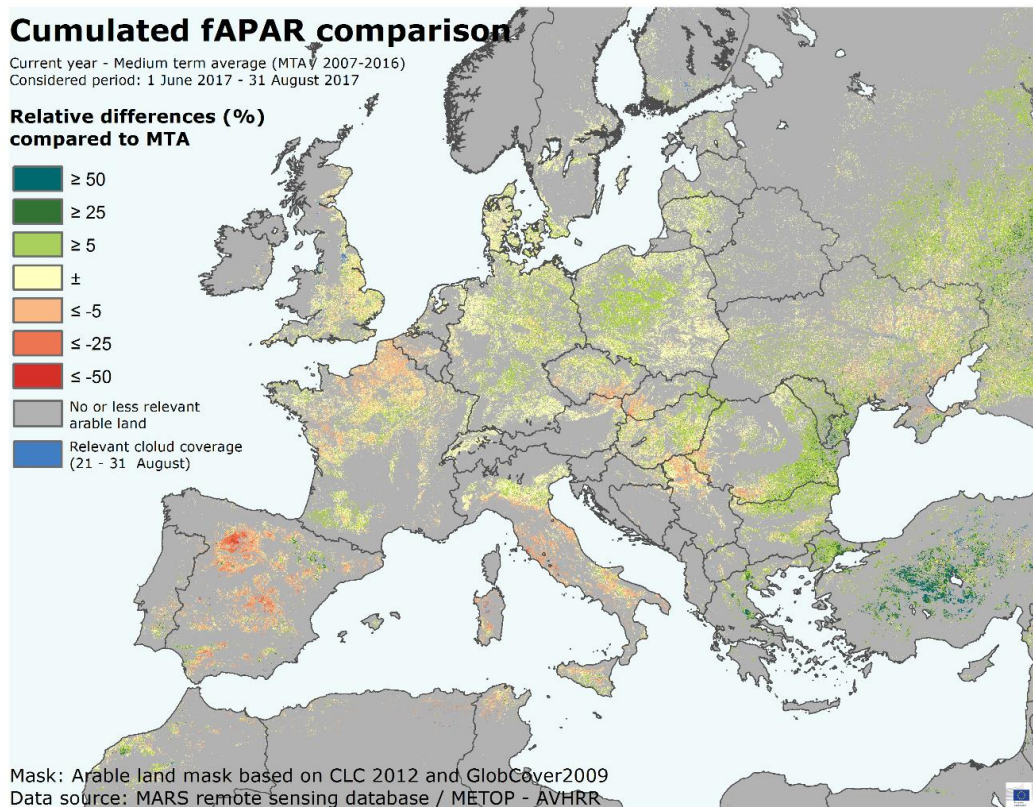 Cumulated fAPAR comparison
Current year - Medium term average (MTA / 2007-2016)
Considered period: 1 June 2017 - 31 August 2017
Relative differences (%)
compared to MTA
≥ 50
≥ 25
≥ 5
±
≤ -5
≤ -25
≤ -50
No or less relevant
arable land
Relevant clolud coverage
(21 - 31 August)
Mask: Arable land mask based on CLC 2012 and GlobCover2009
Data source: MARS remote sensing database / METOP - AVHRR